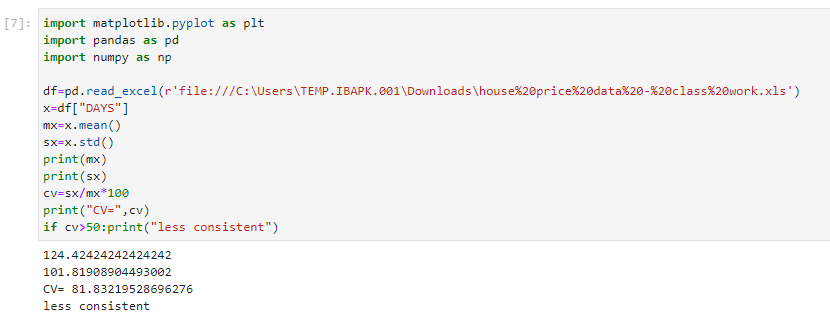 [7]:
import matplotlib.pyplot as plt
import pandas as pd
import numpy as np
df=pd.read_excel(r'file:///C:\Users\TEMP.IBAPK.001\Downloads\house%20price%20data%20-%20class%20work.xls')
x=df["DAYS"]
mx=x.mean()
sx=x.std()
print(mx)
print(sx)
cv=sx/mx*100
print("CV=",cv)
if cv>50:print("less consistent")
124.42424242424242
101.81908904493002
CV= 81.83219528696276
less consistent